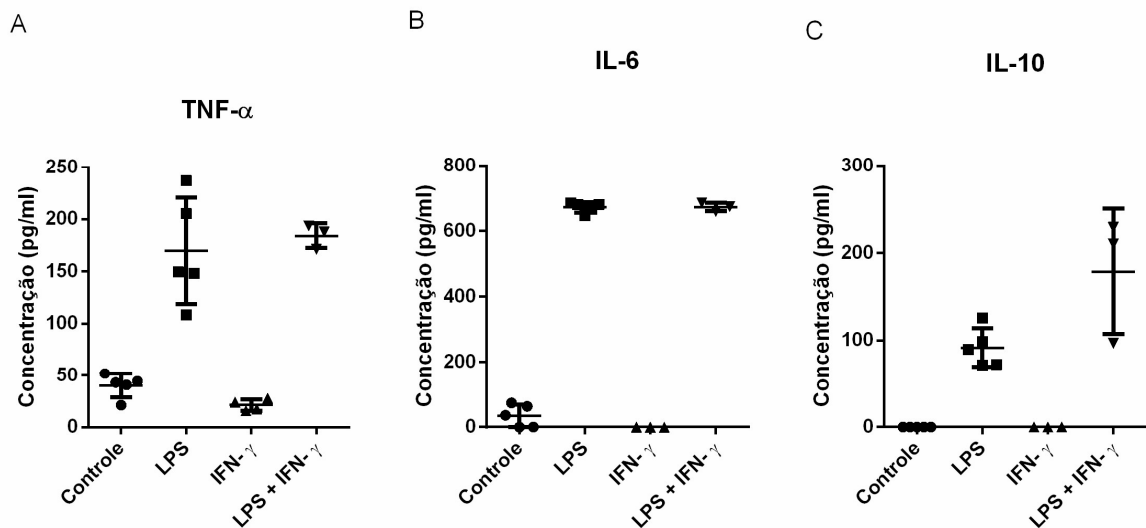 A
TNF-α
Concentração (pg/ml)
250
200
150
100
50
0
Controle
LPS
IFN-γ
LPS + IFN-γ
B
IL-6
Concentração (pg/ml)
800
600
400
200
0
Controle
LPS
IFN-γ
LPS + IFN-γ
C
IL-10
Concentração (pg/ml)
300
200
100
0
Controle
LPS
IFN-γ
LPS + IFN-γ